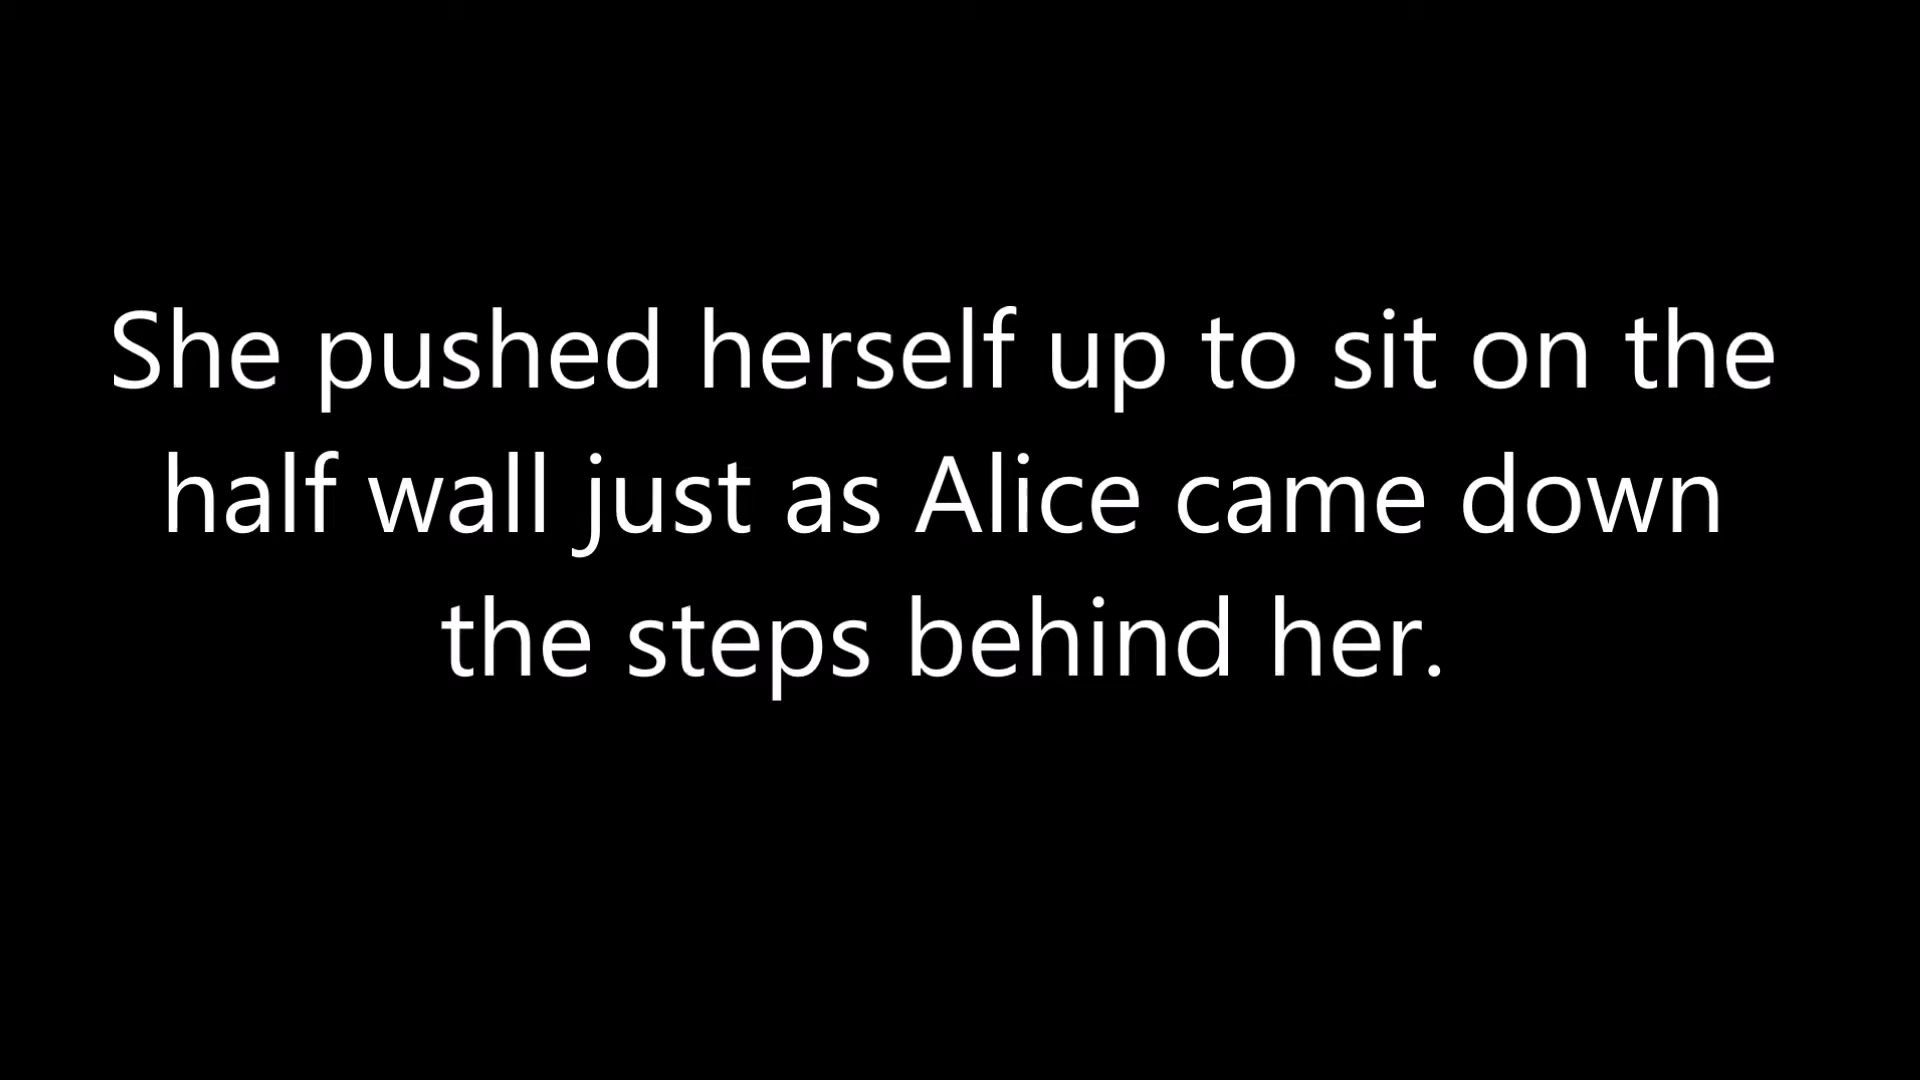 She pushed herself up to sit on the
half wall just as Alice came down
the steps behind her.